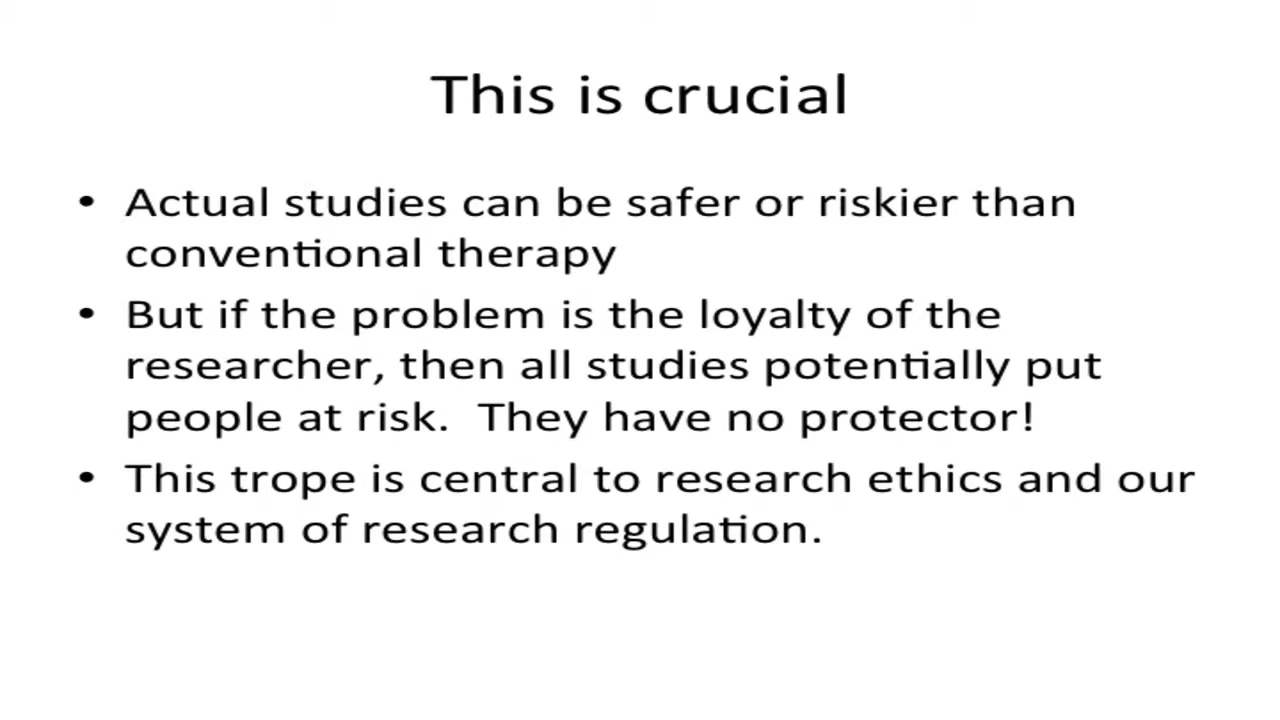 This is crucial
• Actual studies can be safer or riskier than
conventional therapy
• But if the problem is the loyalty of the
researcher, then all studies potentially put
people at risk.  They have no protector!
• This trope is central to research ethics and our
system of research regulation.